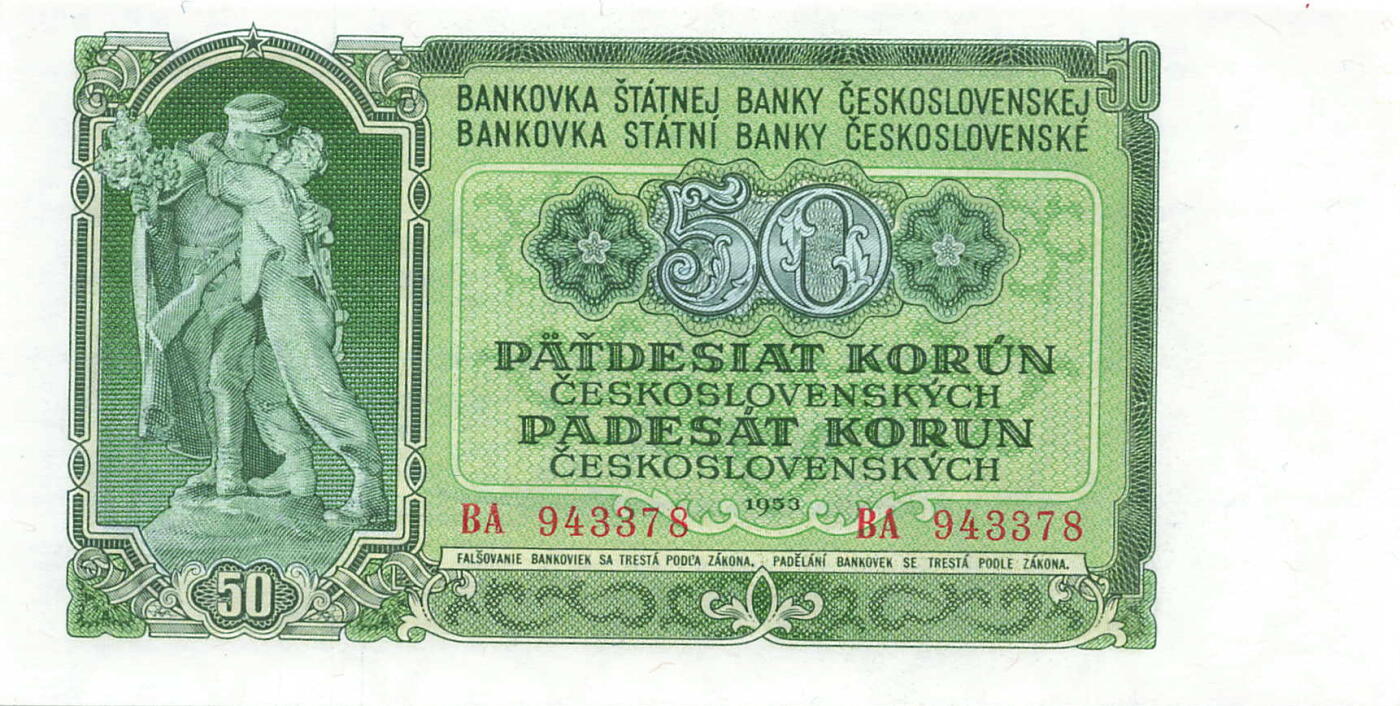 50
BANKOVKA ŠTÁTNEJ BANKY ČESKOSLOVENSKEJ
BANKOVKA STÁTNÍ BANKY ČESKOSLOVENSKÉ
50
PÄŤDESIAT KORÚN
ČESKOSLOVENSKÝCH
PADESÁT KORUN
ČESKOSLOVENSKÝCH
1953
BA 943378 BA 943378
FALŠOVANIE BANKOVIEK SA TRESTÁ PODĽA ZÁKONA. PADĚLÁNÍ BANKOVEK SE TRESTÁ PODLE ZÁKONA.
50